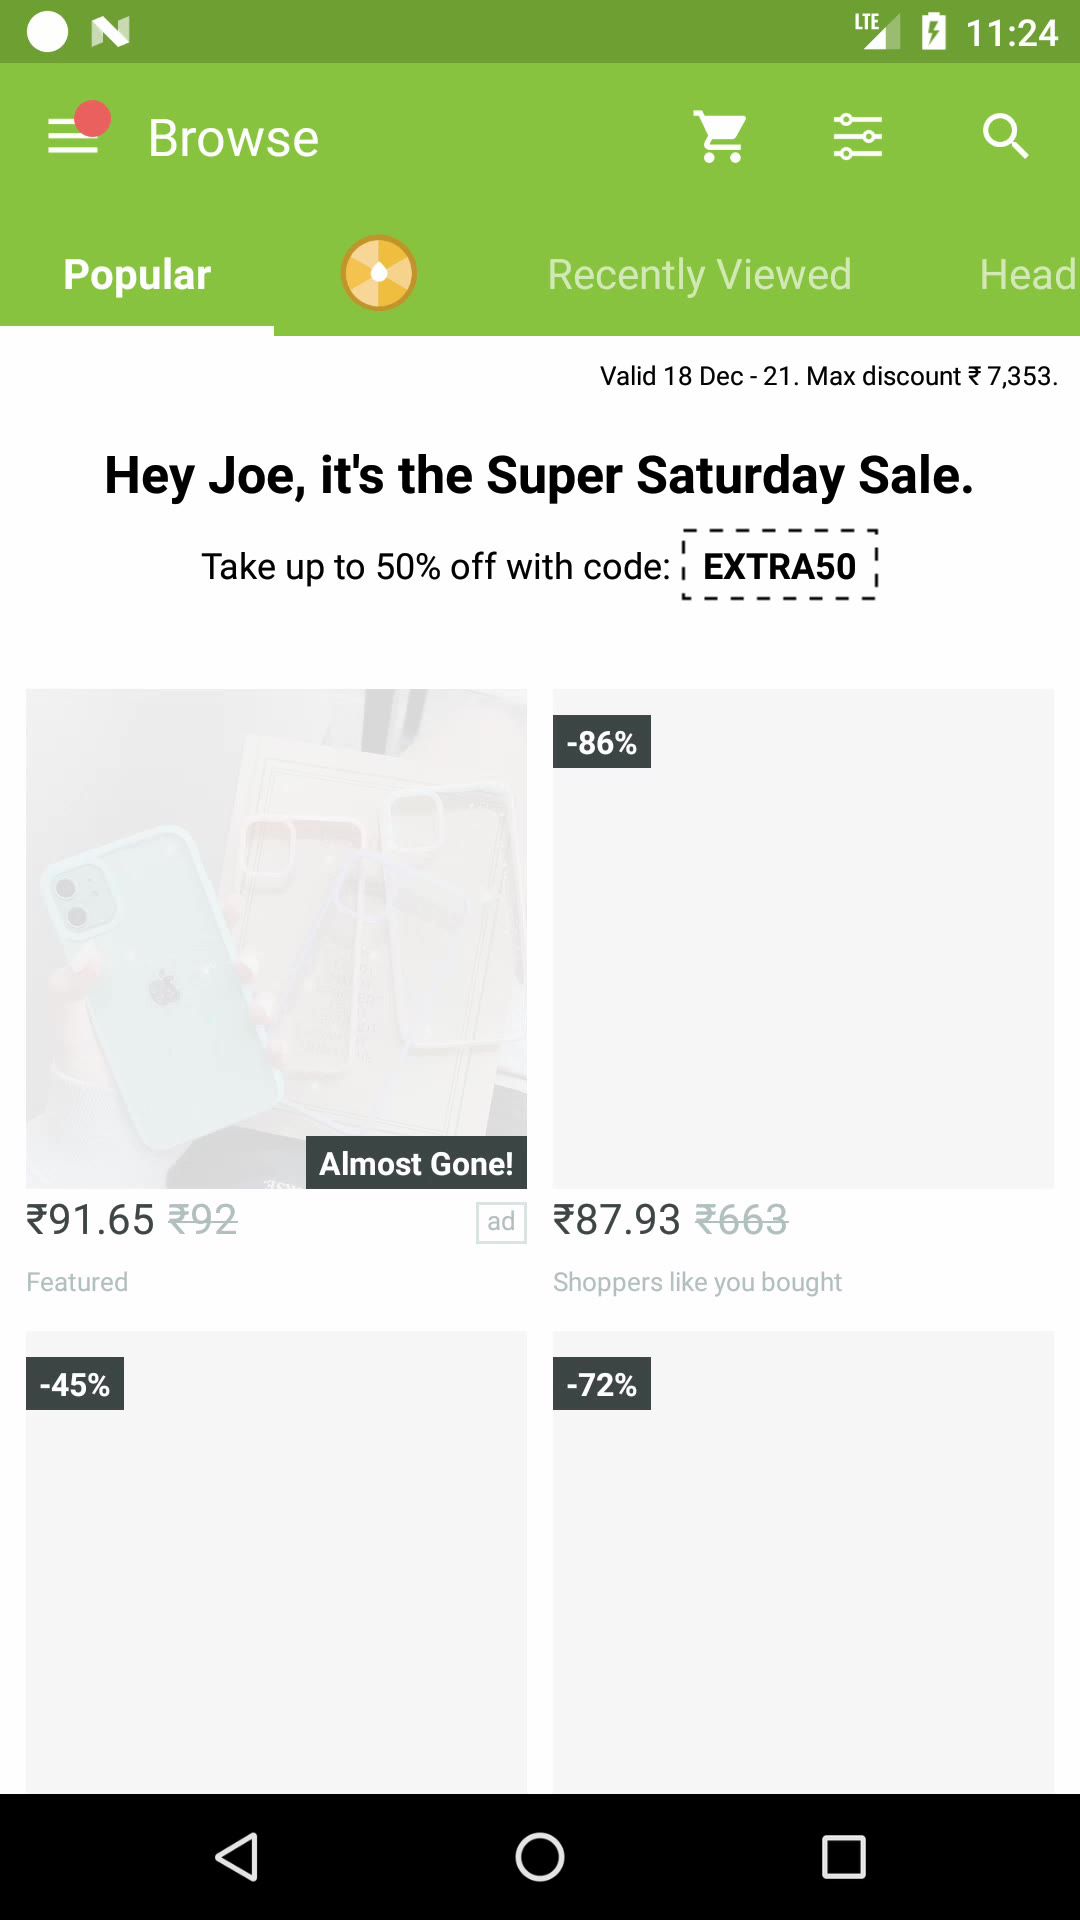 LTE 11:24
Browse
Popular Recently Viewed Head
Valid 18 Dec - 21. Max discount ₹ 7,353.
Hey Joe, it's the Super Saturday Sale.
Take up to 50% off with code: EXTRA50
-86%
Almost Gone!
₹91.65 ₹92 ad ₹87.93 ₹663
Featured Shoppers like you bought
-45% -72%